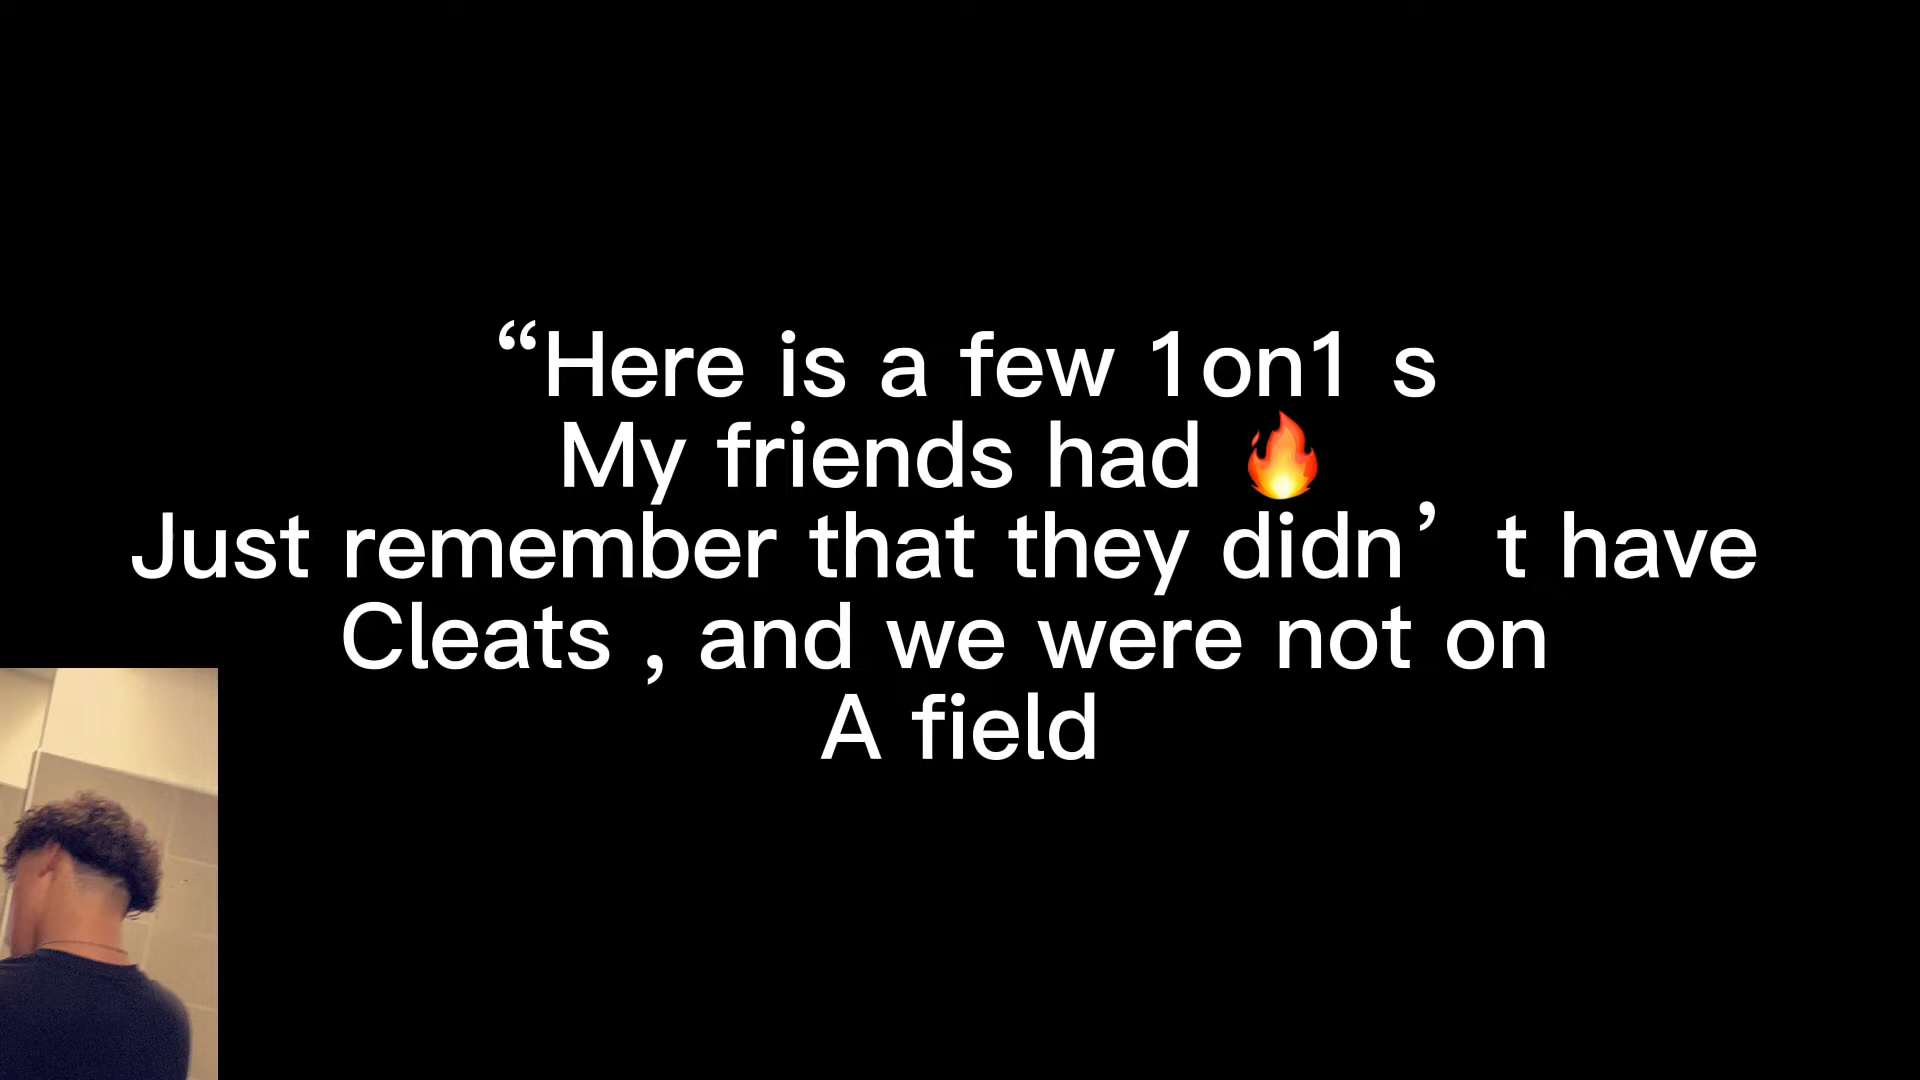 “Here is a few 1on1 s
My friends had 🔥
Just remember that they didn’t have
Cleats , and we were not on
A field